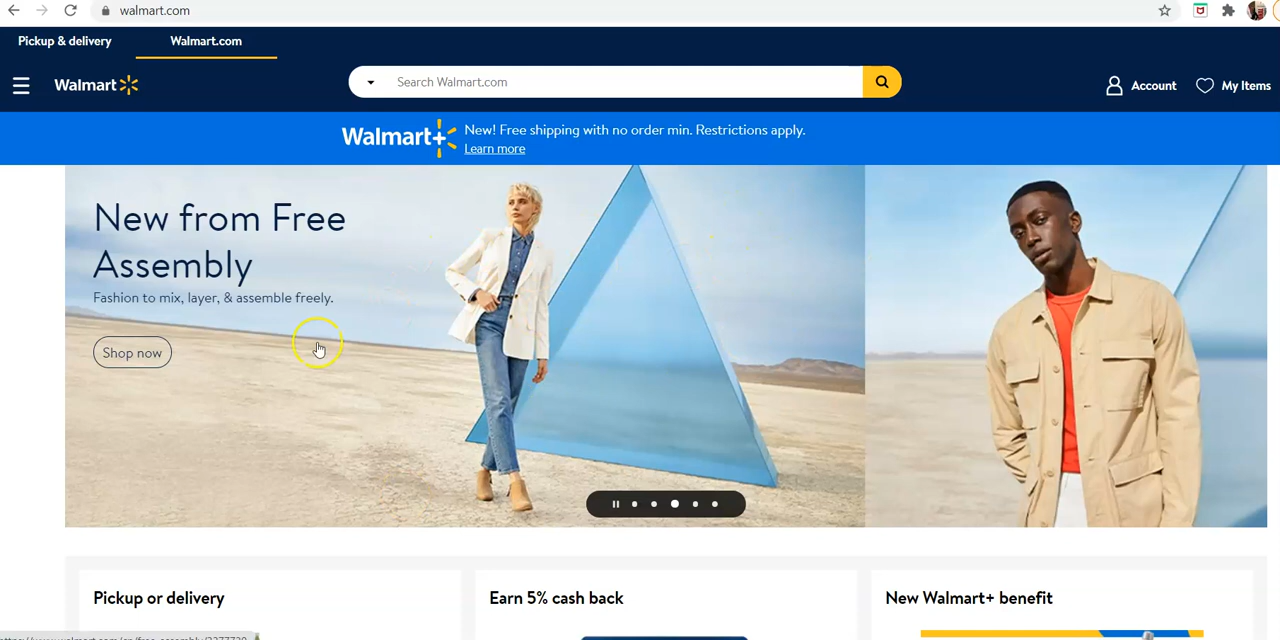 walmart.com
Pickup & delivery
Walmart.com
Walmart
Search Walmart.com
Account
My Items
Walmart+
New! Free shipping with no order min. Restrictions apply.
Learn more
New from Free
Assembly
Fashion to mix, layer, & assemble freely.
Shop now
Pickup or delivery
Earn 5% cash back
New Walmart+ benefit